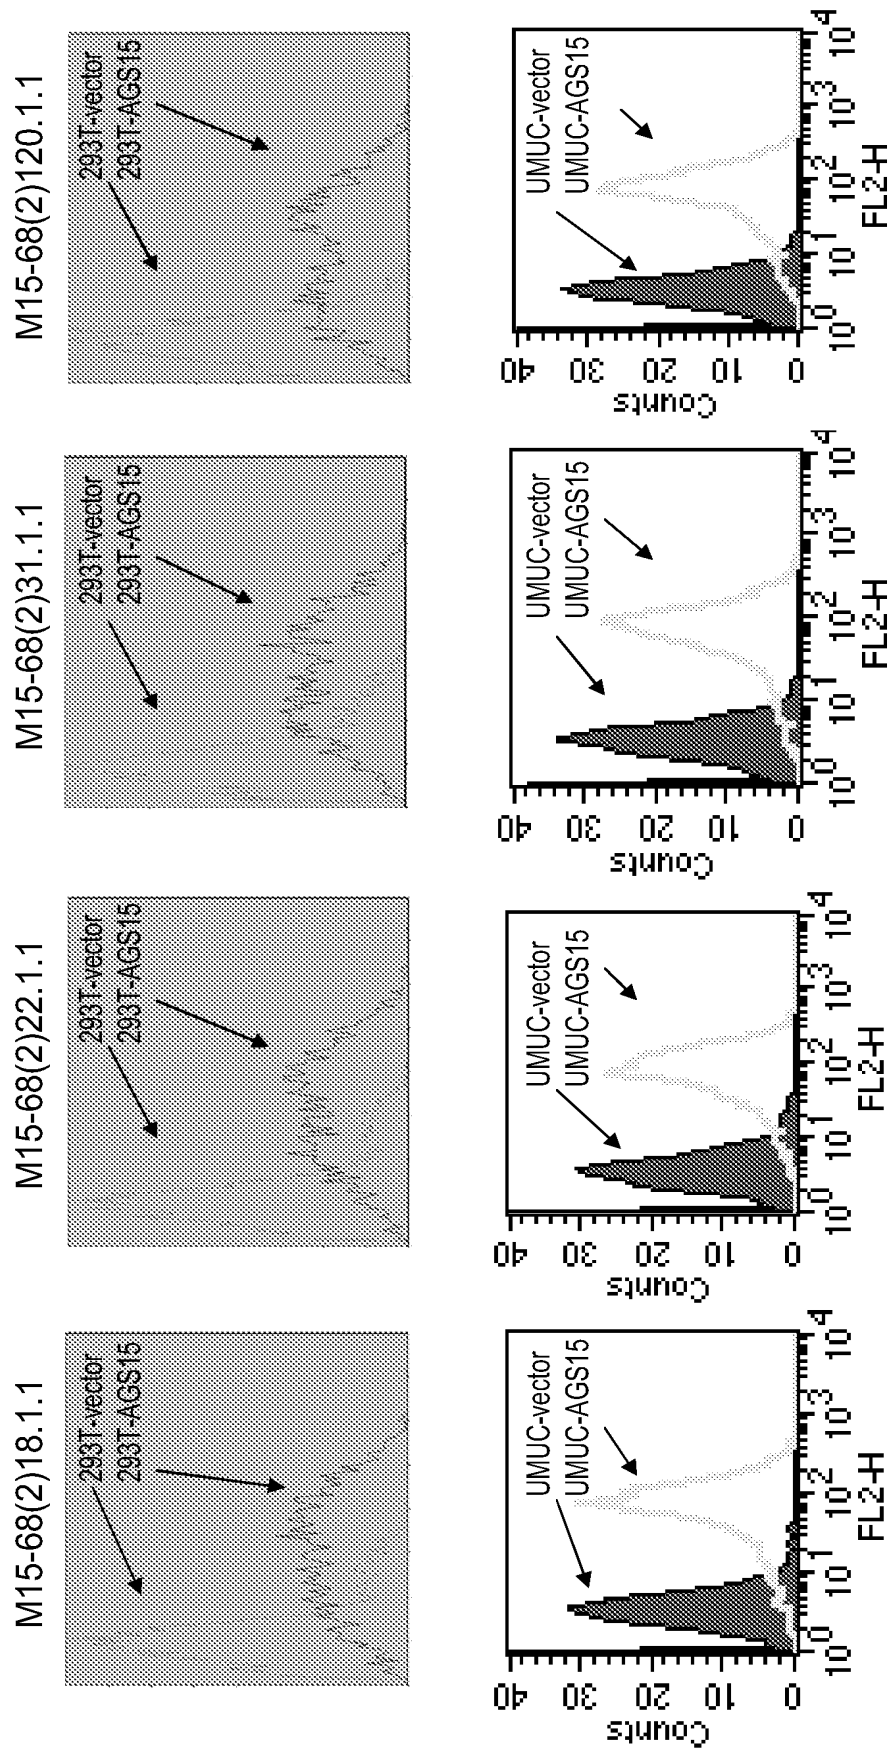 M15-68(2)18.1.1
M15-68(2)22.1.1
M15-68(2)31.1.1
M15-68(2)120.1.1
293T-vector
293T-AGS15
293T-vector
293T-AGS15
293T-vector
293T-AGS15
293T-vector
293T-AGS15
Counts
40
30
20
10
0
UMUC-vector
UMUC-AGS15
10^0 10^1 10^2 10^3 10^4
FL2-H
Counts
40
30
20
10
0
UMUC-vector
UMUC-AGS15
10^0 10^1 10^2 10^3 10^4
FL2-H
Counts
40
30
20
10
0
UMUC-vector
UMUC-AGS15
10^0 10^1 10^2 10^3 10^4
FL2-H
Counts
40
30
20
10
0
UMUC-vector
UMUC-AGS15
10^0 10^1 10^2 10^3 10^4
FL2-H